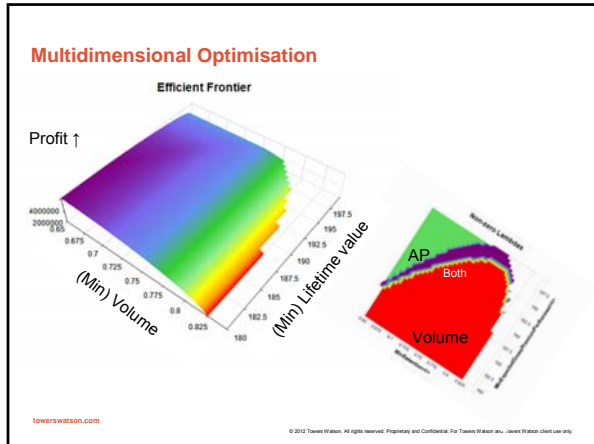 Multidimensional Optimisation
Efficient Frontier
Profit ↑
4000000
2000000
0.65
0.675
0.7
0.725
0.75
0.775
0.8
0.825
(Min) Volume
180
182.5
185
187.5
190
192.5
195
197.5
(Min) Lifetime value
Non-zero Lambdas
AP
Both
Volume
towerswatson.com
© 2012 Towers Watson. All rights reserved. Proprietary and Confidential. For Towers Watson and Towers Watson client use only.